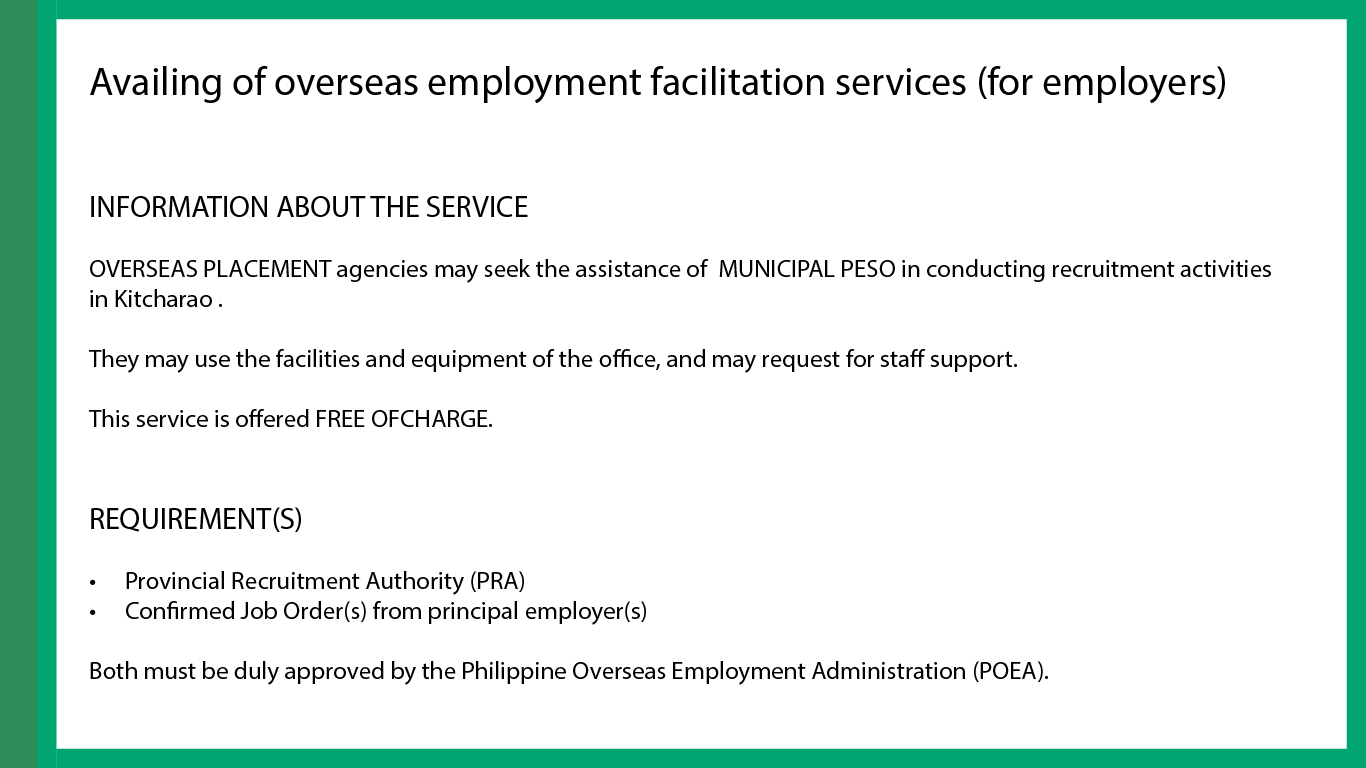 Availing of overseas employment facilitation services (for employers)
INFORMATION ABOUT THE SERVICE
OVERSEAS PLACEMENT agencies may seek the assistance of  MUNICIPAL PESO in conducting recruitment activities
in Kitcharao .
They may use the facilities and equipment of the office, and may request for staff support.
This service is offered FREE OFCHARGE.
REQUIREMENT(S)
• Provincial Recruitment Authority (PRA)
• Confirmed Job Order(s) from principal employer(s)
Both must be duly approved by the Philippine Overseas Employment Administration (POEA).